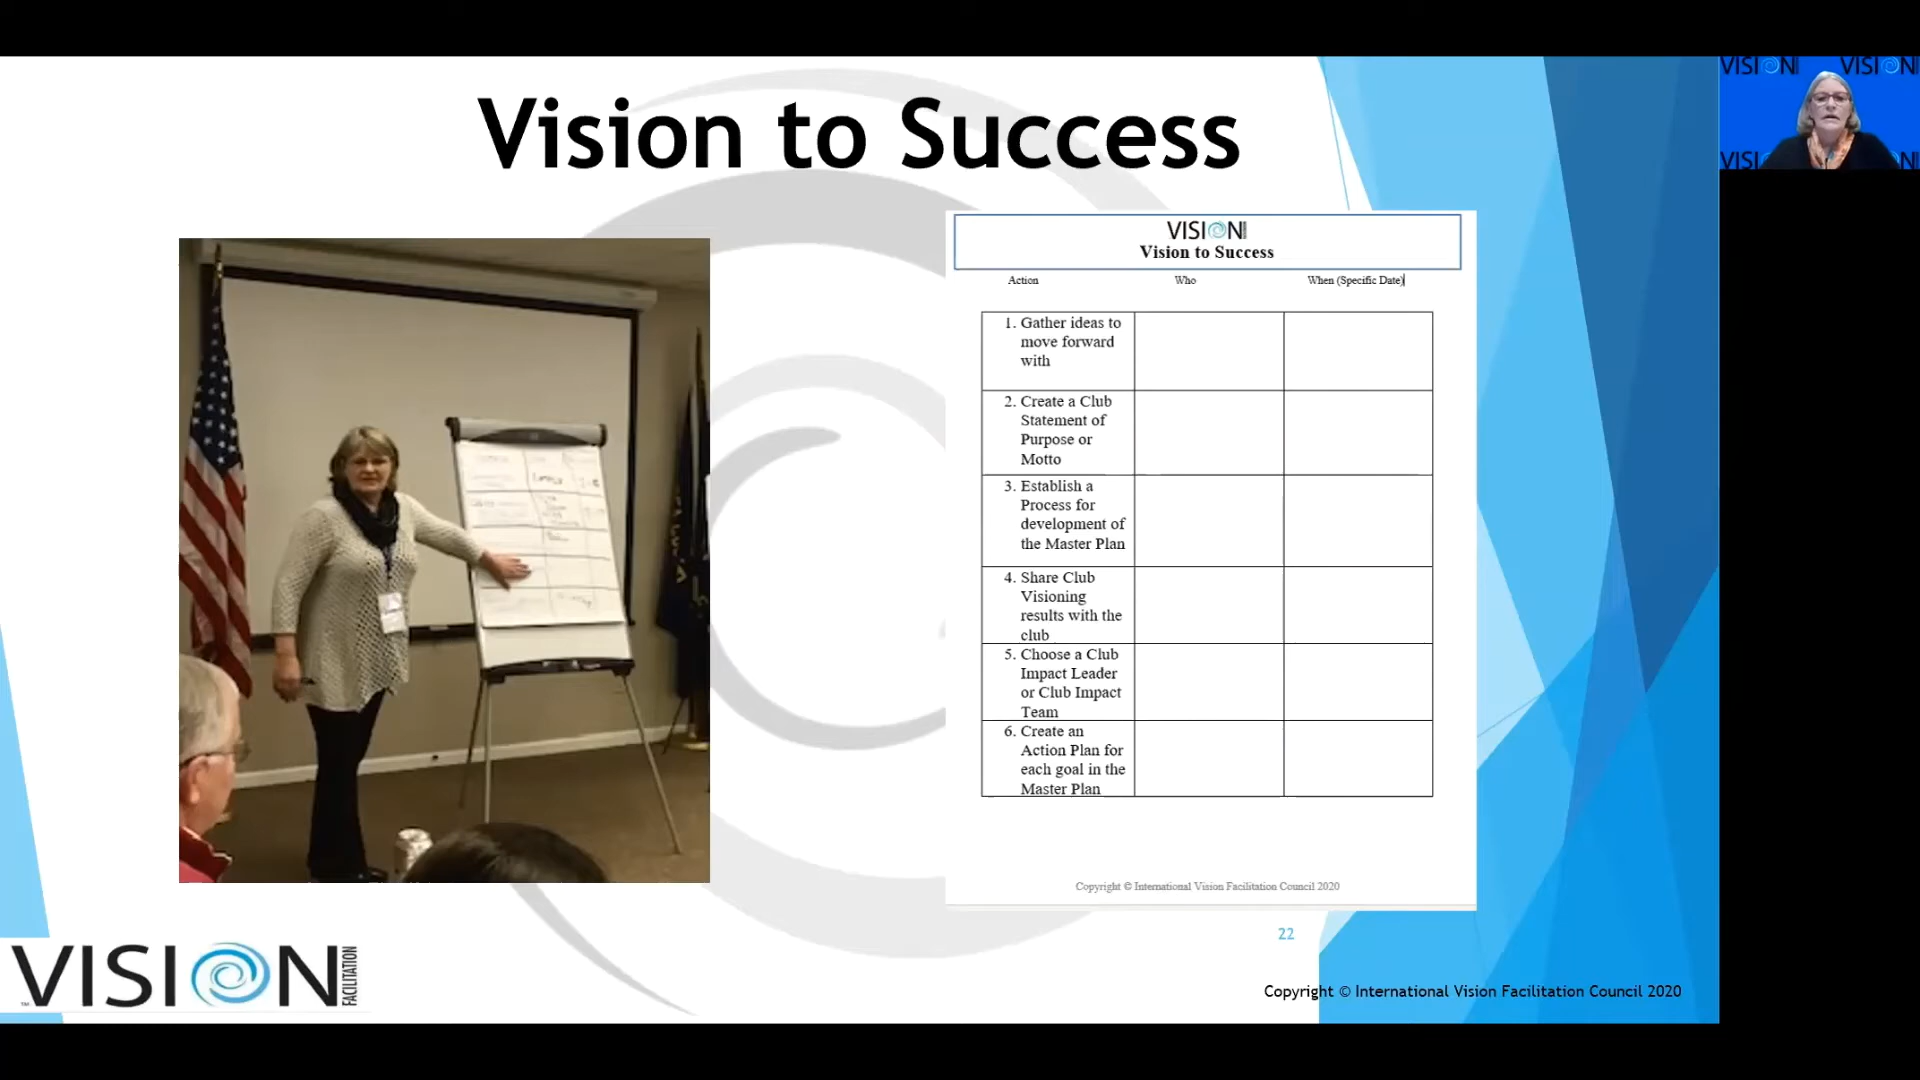 Vision to Success
VISION
Vision to Success
Action Who When (Specific Date)
1. Gather ideas to
move forward
with
2. Create a Club
Statement of
Purpose or
Motto
3. Establish a
Process for
development of
the Master Plan
4. Share Club
Visioning
results with the
club
5. Choose a Club
Impact Leader
or Club Impact
Team
6. Create an
Action Plan for
each goal in the
Master Plan
Copyright © International Vision Facilitation Council 2020
22
VISION FACILITATION
™
Copyright © International Vision Facilitation Council 2020
VISION VISION
VISI N